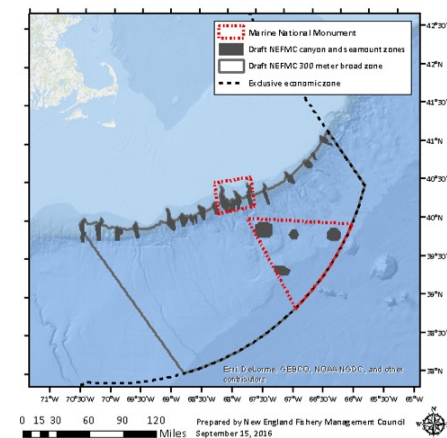 Marine National Monument
Draft NEFMC canyon and seamount zones
Draft NEFMC 300 meter broad zone
Exclusive economic zone
42°30'
42°N
41°30'
41°N
40°30'
40°N
39°30'
39°N
38°30'
38°N
Esri, DeLorme, GEBCO, NOAA NGDC, and other
contributors
71°W 70°30'W 70°W 69°30'W 69°W 68°30'W 68°W 67°30'W 67°W 66°30'W 66°W 65°30'W 65°W
0 15 30 60 90 120
Miles
Prepared by New England Fishery Management Council
September 15, 2016